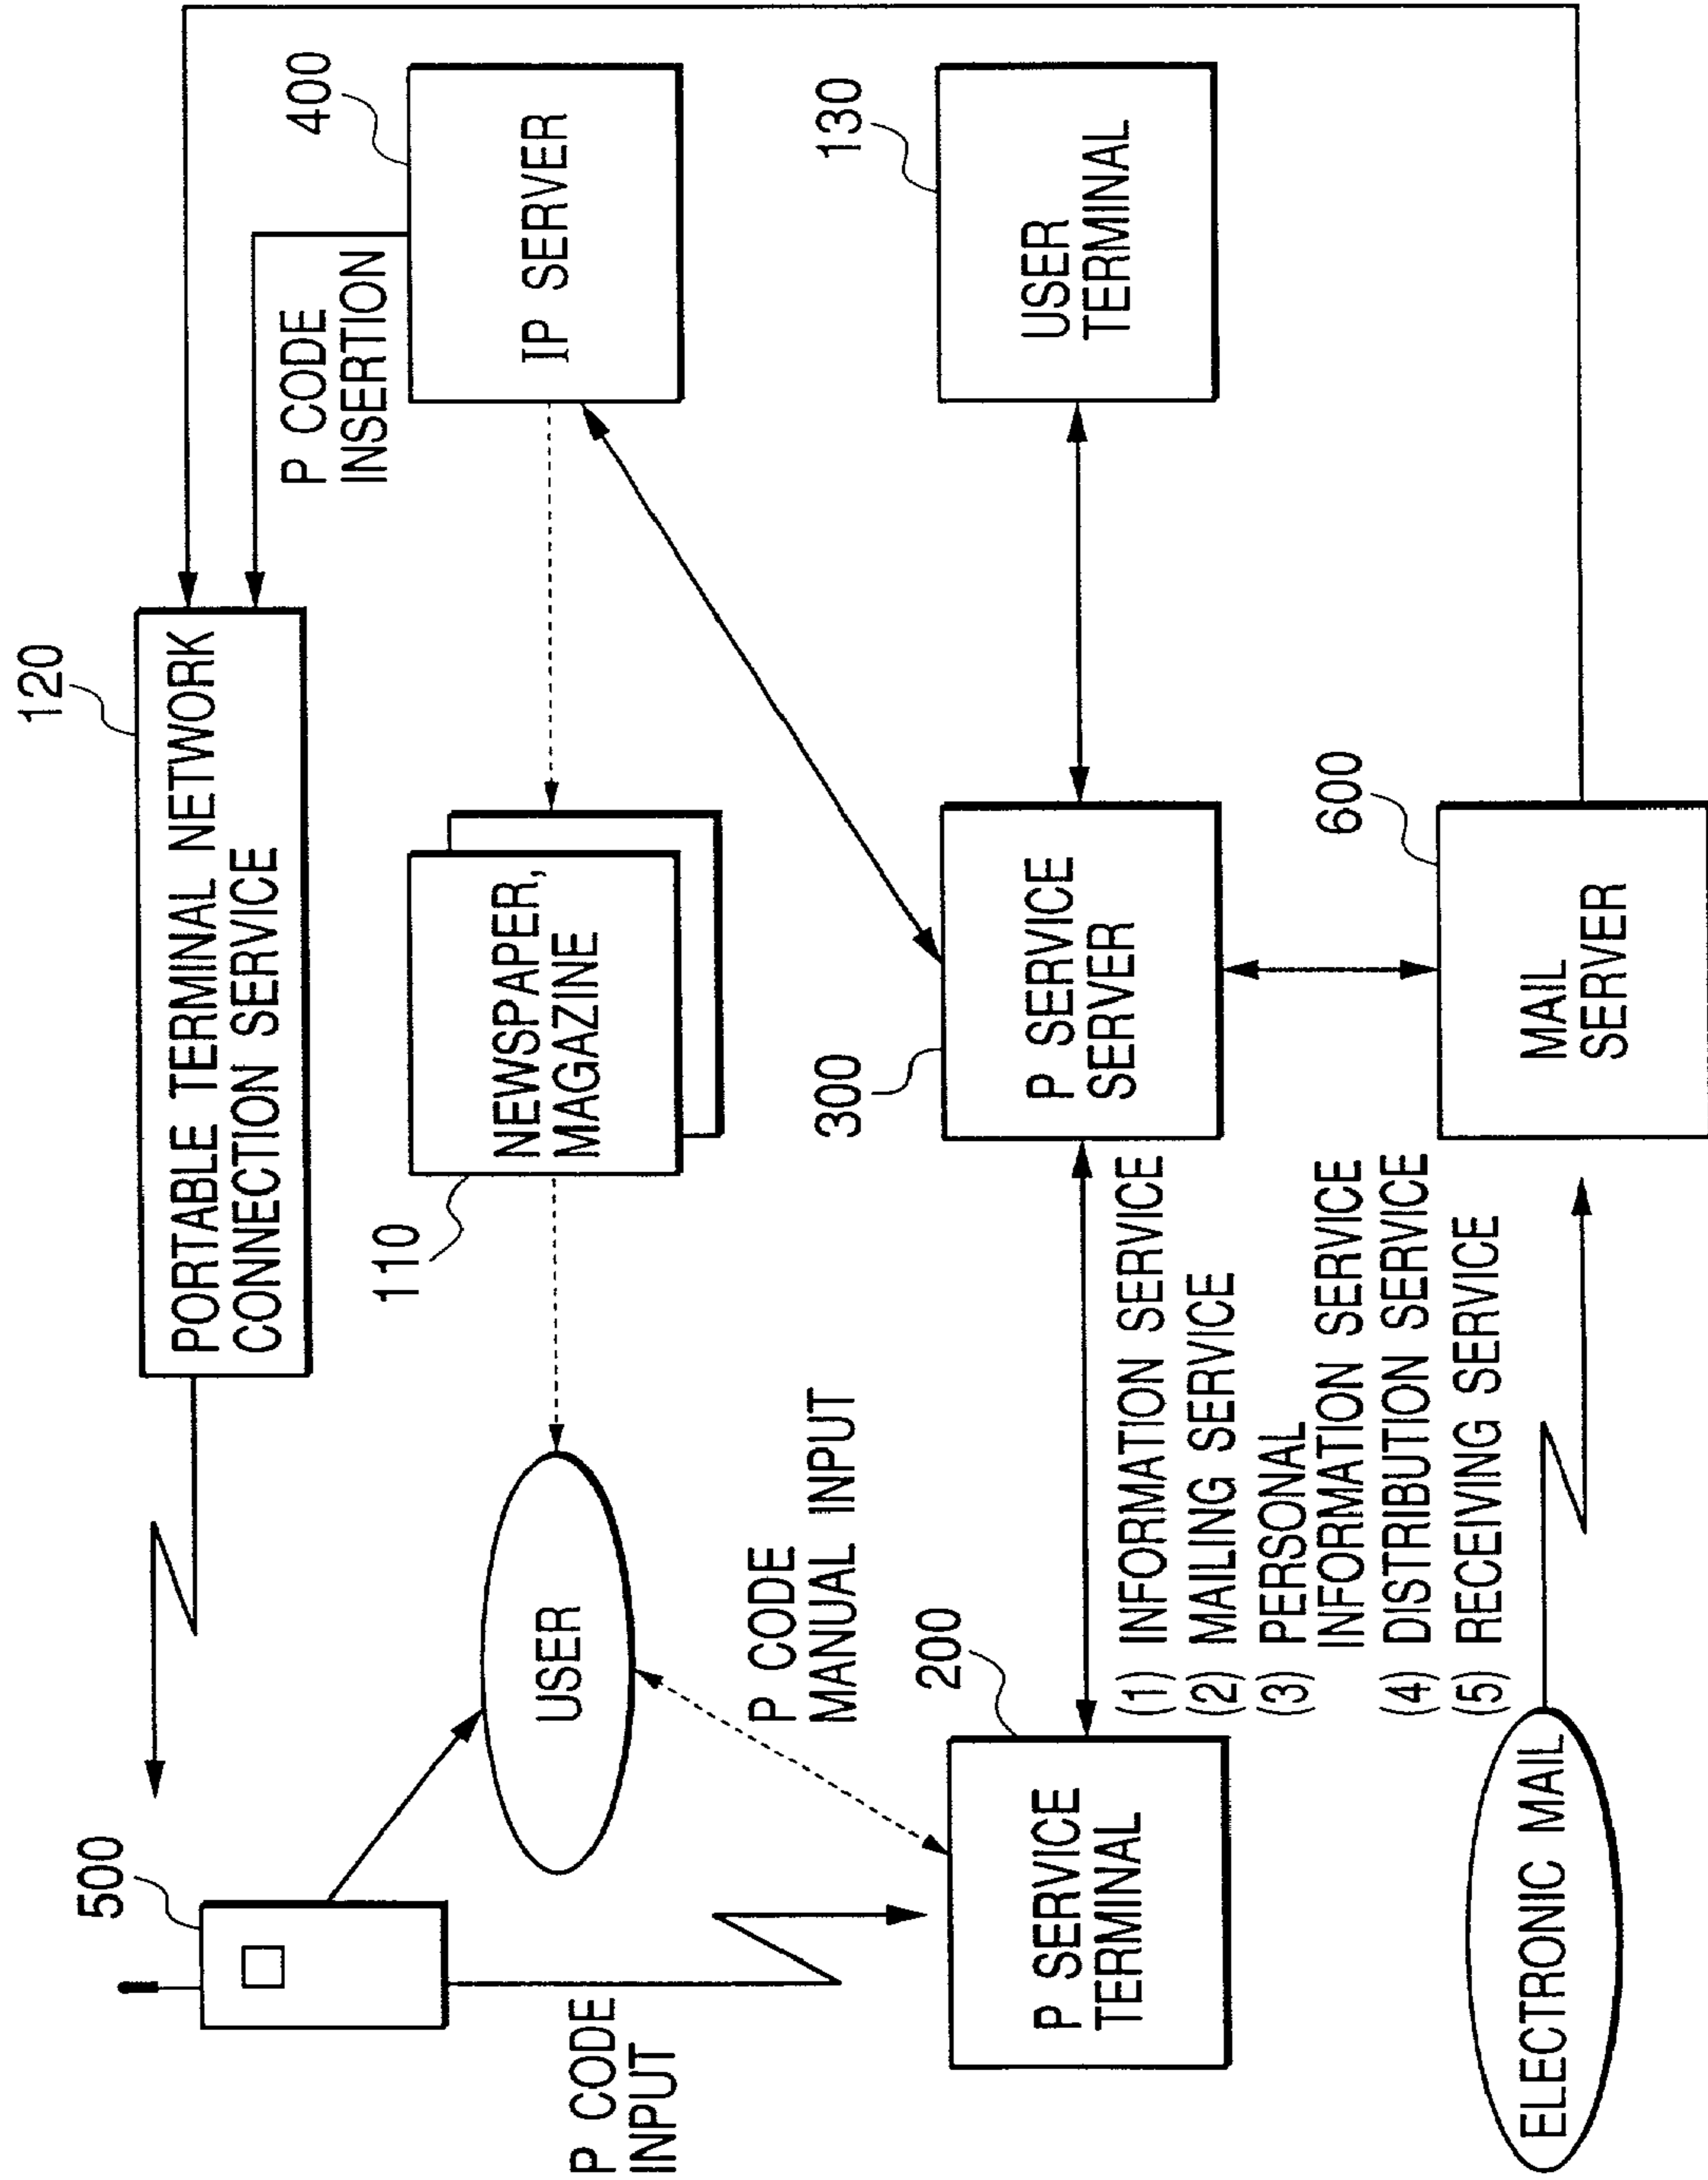 500
120
PORTABLE TERMINAL NETWORK
CONNECTION SERVICE
P CODE
INSERTION
400
IP SERVER
110
NEWSPAPER,
MAGAZINE
USER
P CODE
INPUT
P CODE
MANUAL INPUT
200
P SERVICE
TERMINAL
300
P SERVICE
SERVER
130
USER
TERMINAL
(1) INFORMATION SERVICE
(2) MAILING SERVICE
(3) PERSONAL
INFORMATION SERVICE
(4) DISTRIBUTION SERVICE
(5) RECEIVING SERVICE
600
MAIL
SERVER
ELECTRONIC MAIL